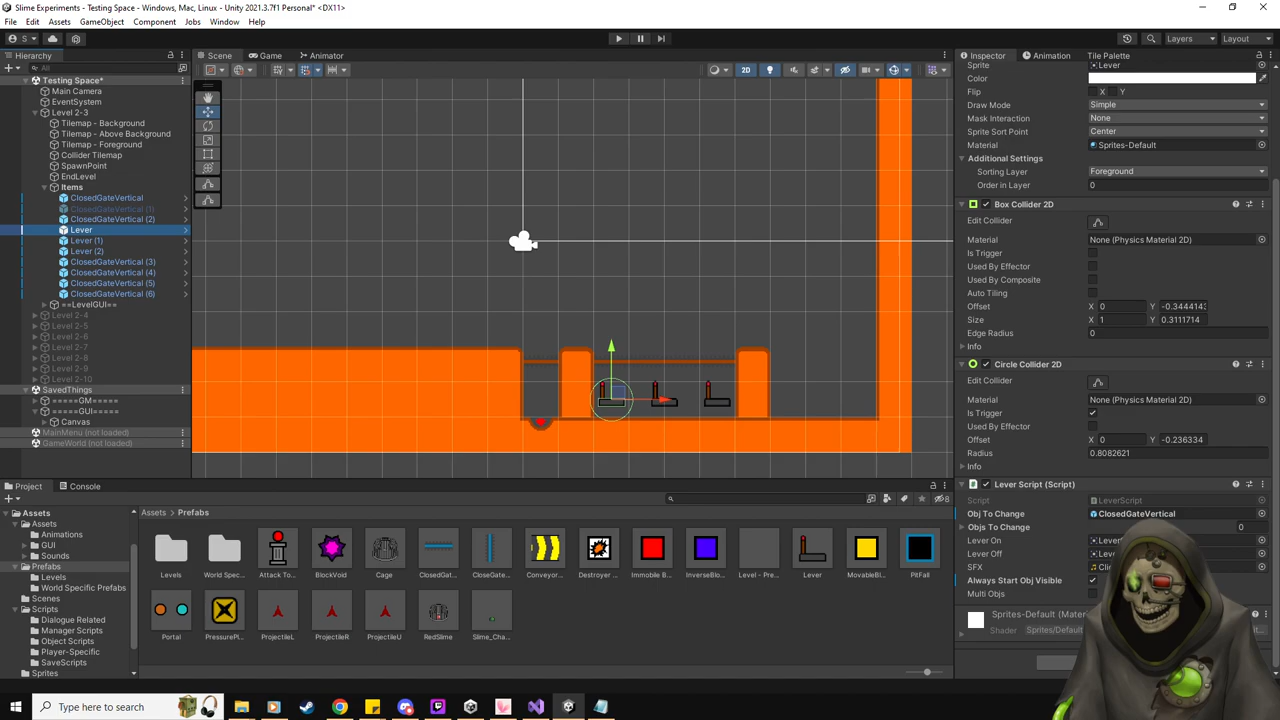 Slime Experiments - Testing Space - Windows, Mac, Linux - Unity 2021.3.7f1 Personal* <DX11>
File Edit Assets GameObject Component Jobs Window Help
S
Layers
Layout
Hierarchy
All
Testing Space*
Main Camera
EventSystem
Level 2-3
Tilemap - Background
Tilemap - Above Background
Tilemap - Foreground
Collider Tilemap
SpawnPoint
EndLevel
Items
ClosedGateVertical
ClosedGateVertical (1)
ClosedGateVertical (2)
Lever
Lever (1)
Lever (2)
ClosedGateVertical (3)
ClosedGateVertical (4)
ClosedGateVertical (5)
ClosedGateVertical (6)
==LevelGUI==
Level 2-4
Level 2-5
Level 2-6
Level 2-7
Level 2-8
Level 2-9
Level 2-10
SavedThings
=====GM=====
=====GUI=====
Canvas
MainMenu (not loaded)
GameWorld (not loaded)
Scene Game Animator
2D
Inspector Animation Tile Palette
Sprite Lever
Color
Flip X Y
Draw Mode Simple
Mask Interaction None
Sprite Sort Point Center
Material Sprites-Default
Additional Settings
Sorting Layer Foreground
Order in Layer 0
Box Collider 2D
Edit Collider
Material None (Physics Material 2D)
Is Trigger
Used By Effector
Used By Composite
Auto Tiling
Offset X 0 Y -0.3444143
Size X 1 Y 0.3111714
Edge Radius 0
Info
Circle Collider 2D
Edit Collider
Material None (Physics Material 2D)
Is Trigger
Used By Effector
Offset X 0 Y -0.236334
Radius 0.8082621
Info
Lever Script (Script)
Script LeverScript
Obj To Change ClosedGateVertical
Objs To Change 0
Lever On Lever
Lever Off Leve
SFX Cli
Always Start Obj Visible
Multi Objs
Sprites-Default (Mater
Shader Sprites/Default
Project Console
8
Assets
Assets
Animations
GUI
Sounds
Prefabs
Levels
World Specific Prefabs
Scenes
Scripts
Dialogue Related
Manager Scripts
Object Scripts
Player-Specific
SaveScripts
Sprites
Assets > Prefabs
Levels World Spec... Attack To... BlockVoid Cage ClosedGat... CloseGate... Conveyor... Destroyer ... Immobile B... InverseBlo... Level - Pre... Lever MovableBl... PitFall
Portal PressurePl... ProjectileL ProjectileR ProjectileU RedSlime Slime_Cha...
Type here to search